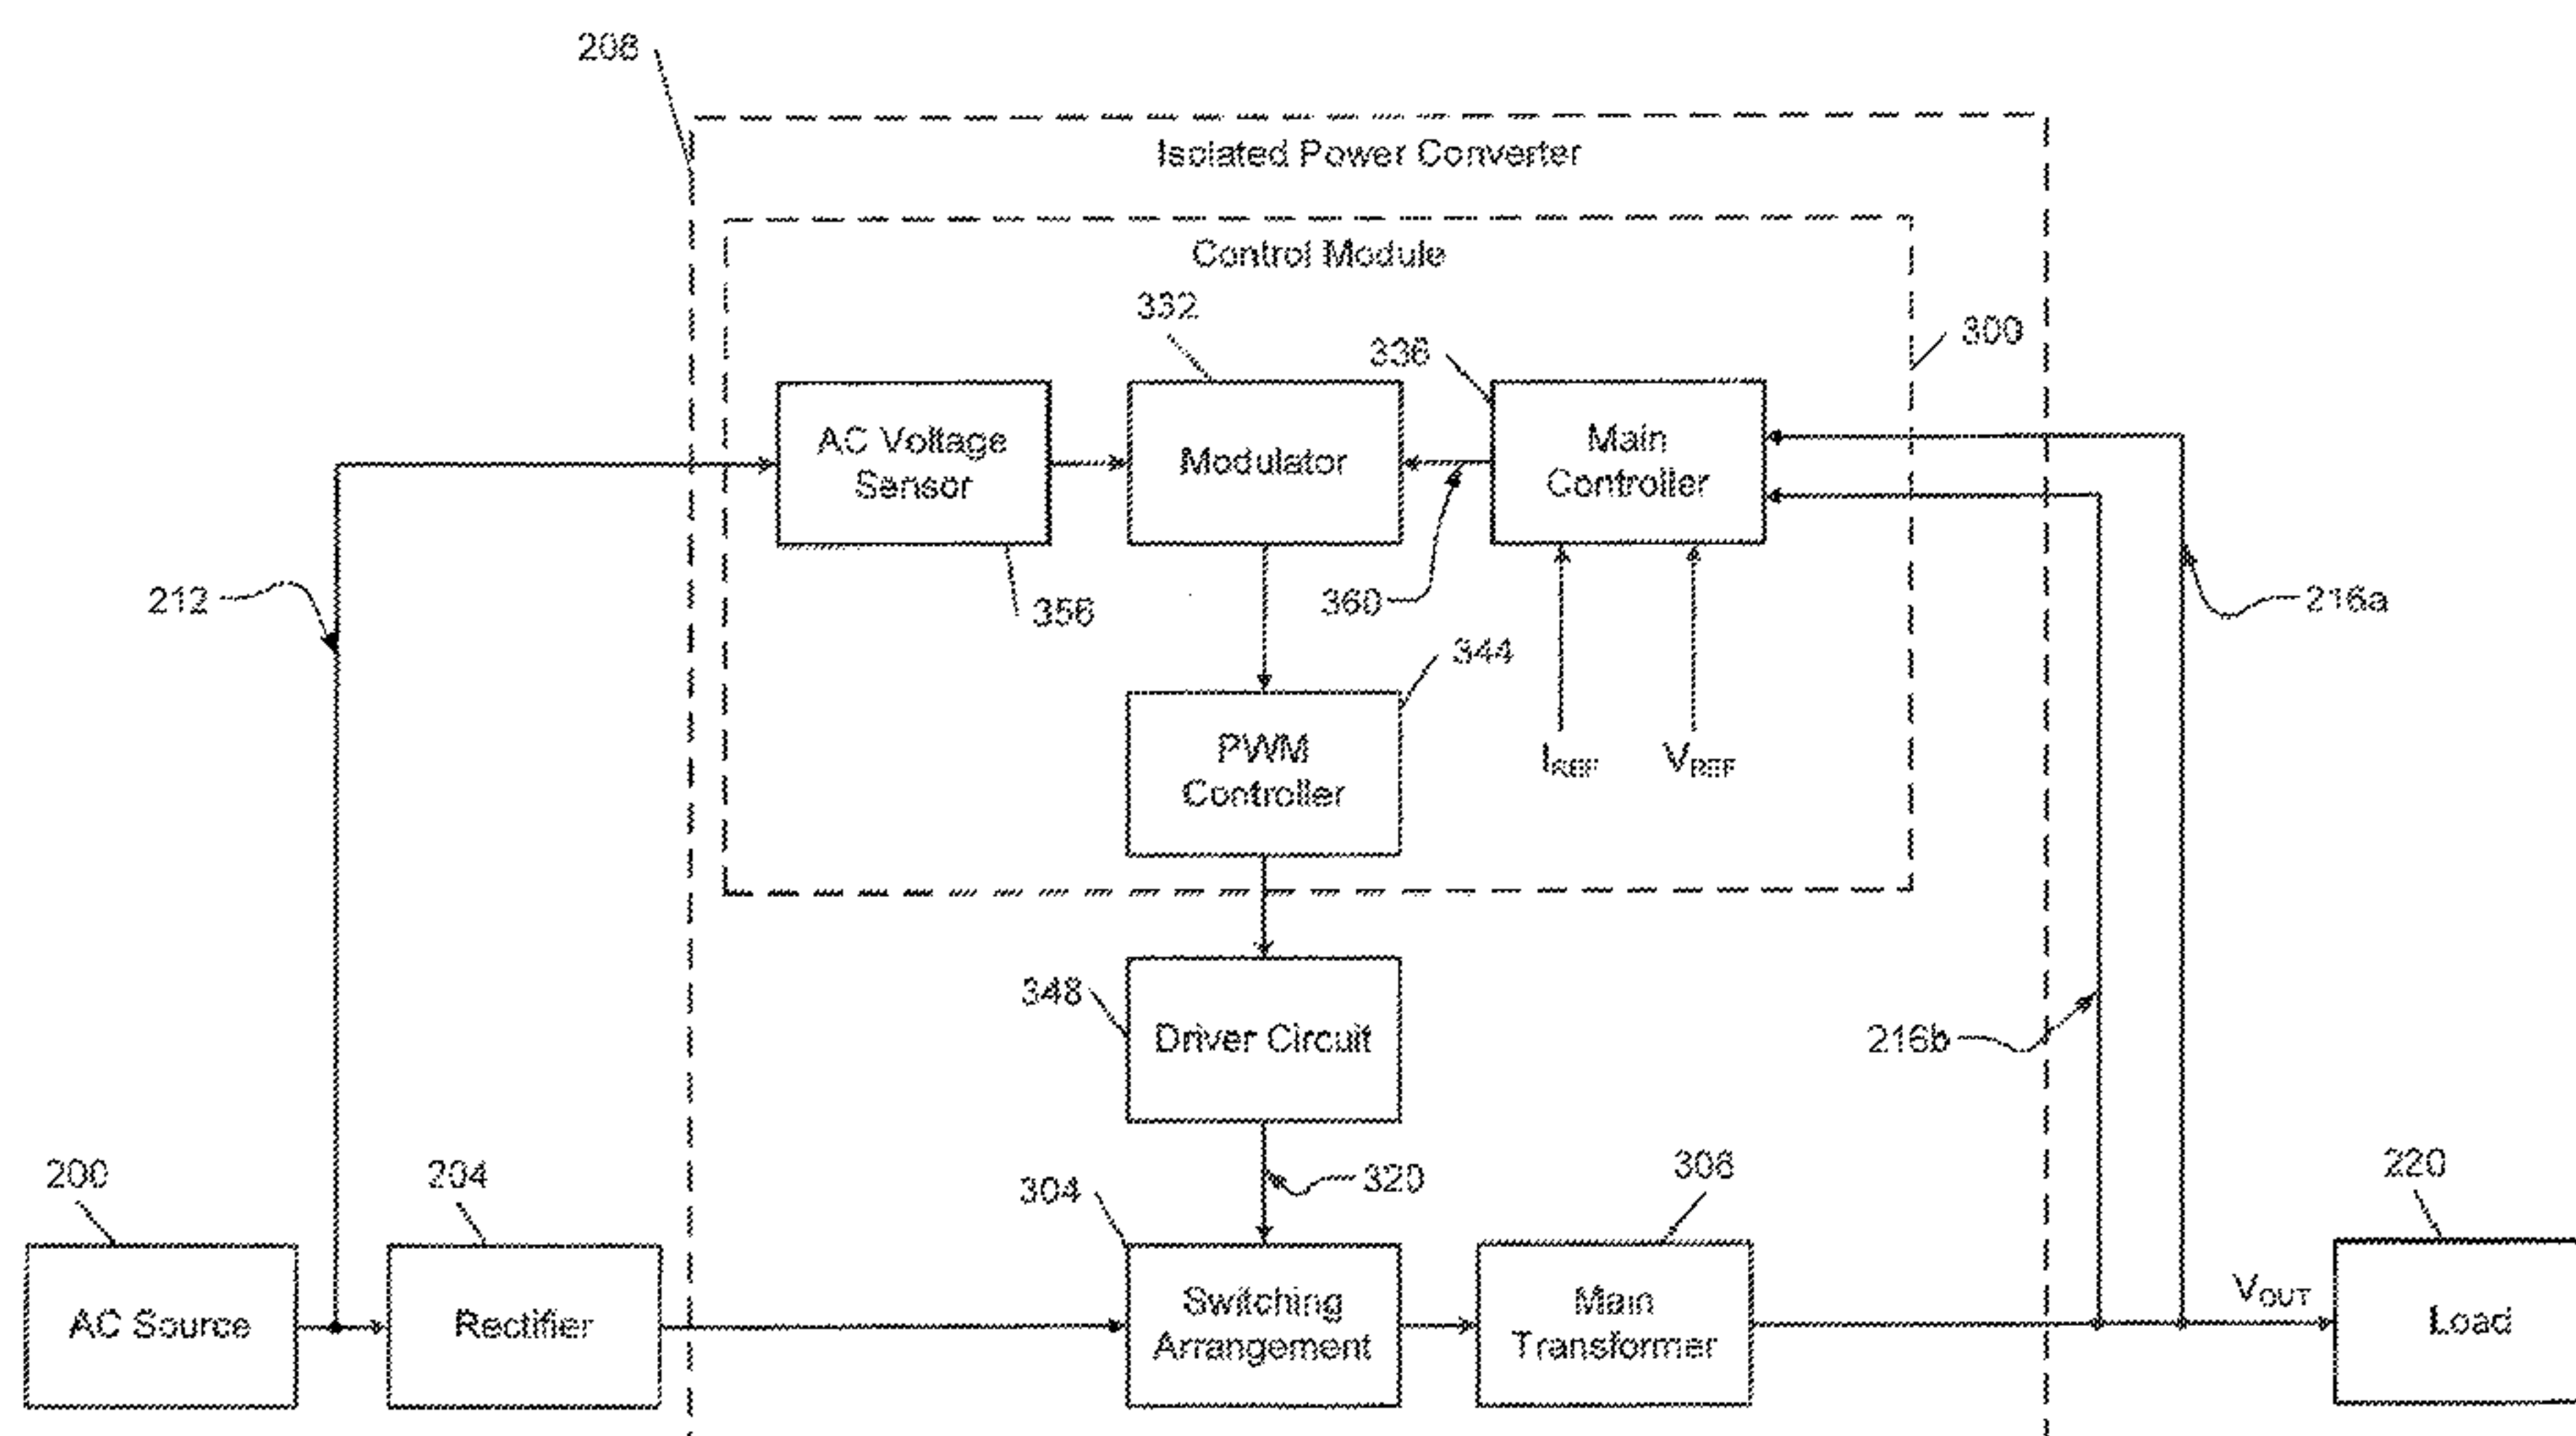 208
Isolated Power Converter
Control Module
332
336
300
AC Voltage
Sensor
Modulator
Main
Controller
212
356
360
216a
344
PWM
Controller
IREF
VREF
348
Driver Circuit
216b
200
204
304
320
308
220
AC Source
Rectifier
Switching
Arrangement
Main
Transformer
VOUT
Load